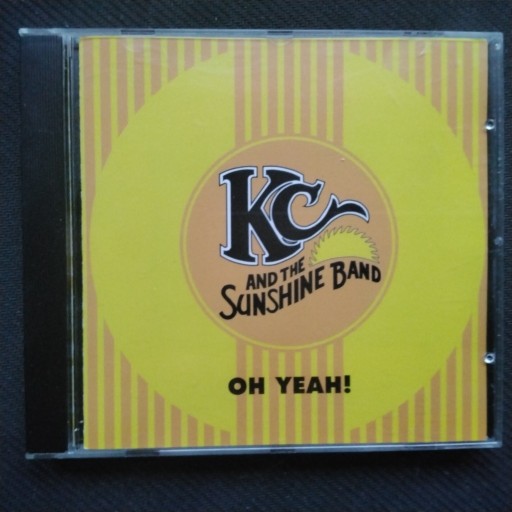 KC
AND THE
SUNSHINE BAND
OH YEAH!